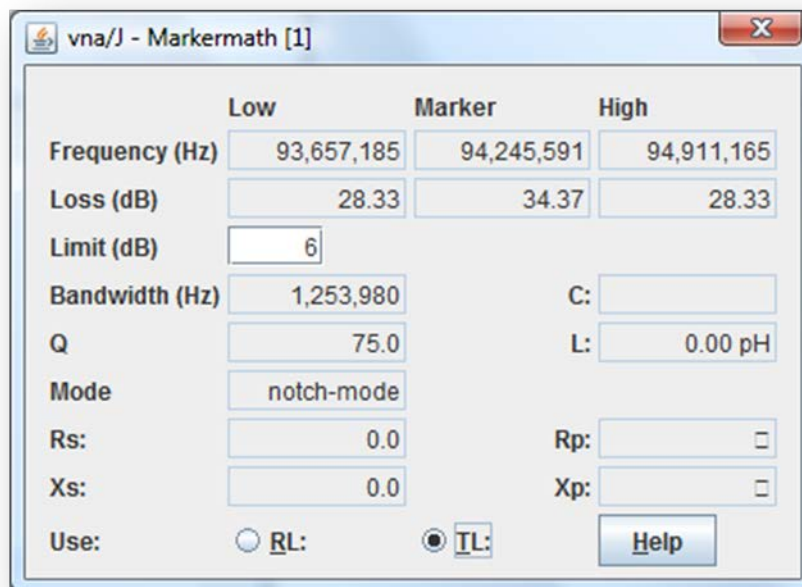 vna/J - Markermath [1]
Low Marker High
Frequency (Hz) 93,657,185 94,245,591 94,911,165
Loss (dB) 28.33 34.37 28.33
Limit (dB) 6
Bandwidth (Hz) 1,253,980 C:
Q 75.0 L: 0.00 pH
Mode notch-mode
Rs: 0.0 Rp: □
Xs: 0.0 Xp: □
Use: RL: TL: Help